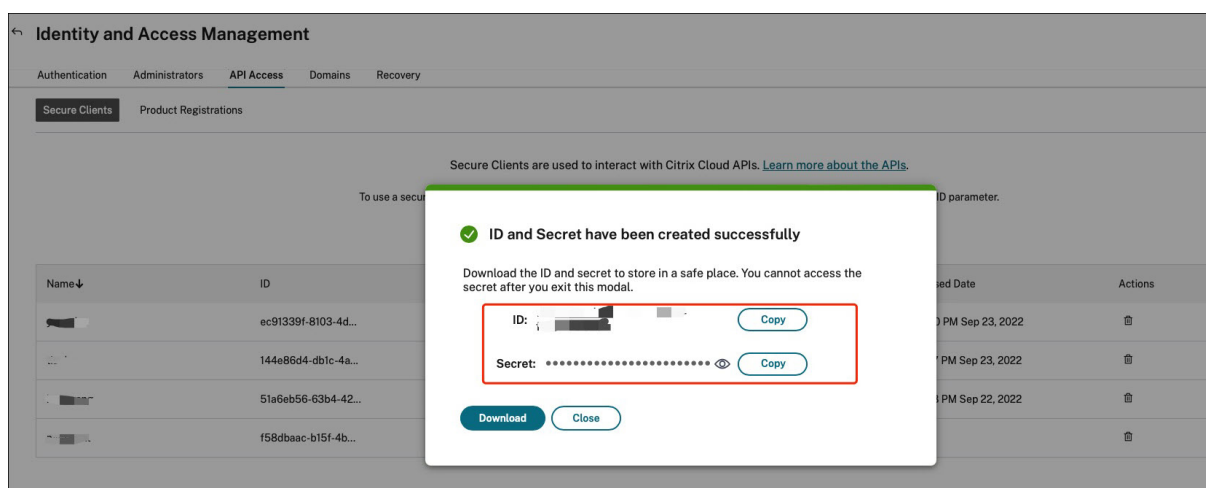 Identity and Access Management
Authentication Administrators API Access Domains Recovery
Secure Clients Product Registrations
Secure Clients are used to interact with Citrix Cloud APIs. Learn more about the APIs.
To use a secur ID parameter.
ID and Secret have been created successfully
Download the ID and secret to store in a safe place. You cannot access the
secret after you exit this modal.
ID: Copy
Secret: •••••••••••••••••••••••• Copy
Download Close
Name↓ ID sed Date Actions
ec91339f-8103-4d... PM Sep 23, 2022
144e86d4-db1c-4a... PM Sep 23, 2022
51a6eb56-63b4-42... PM Sep 22, 2022
f58dbaac-b15f-4b...